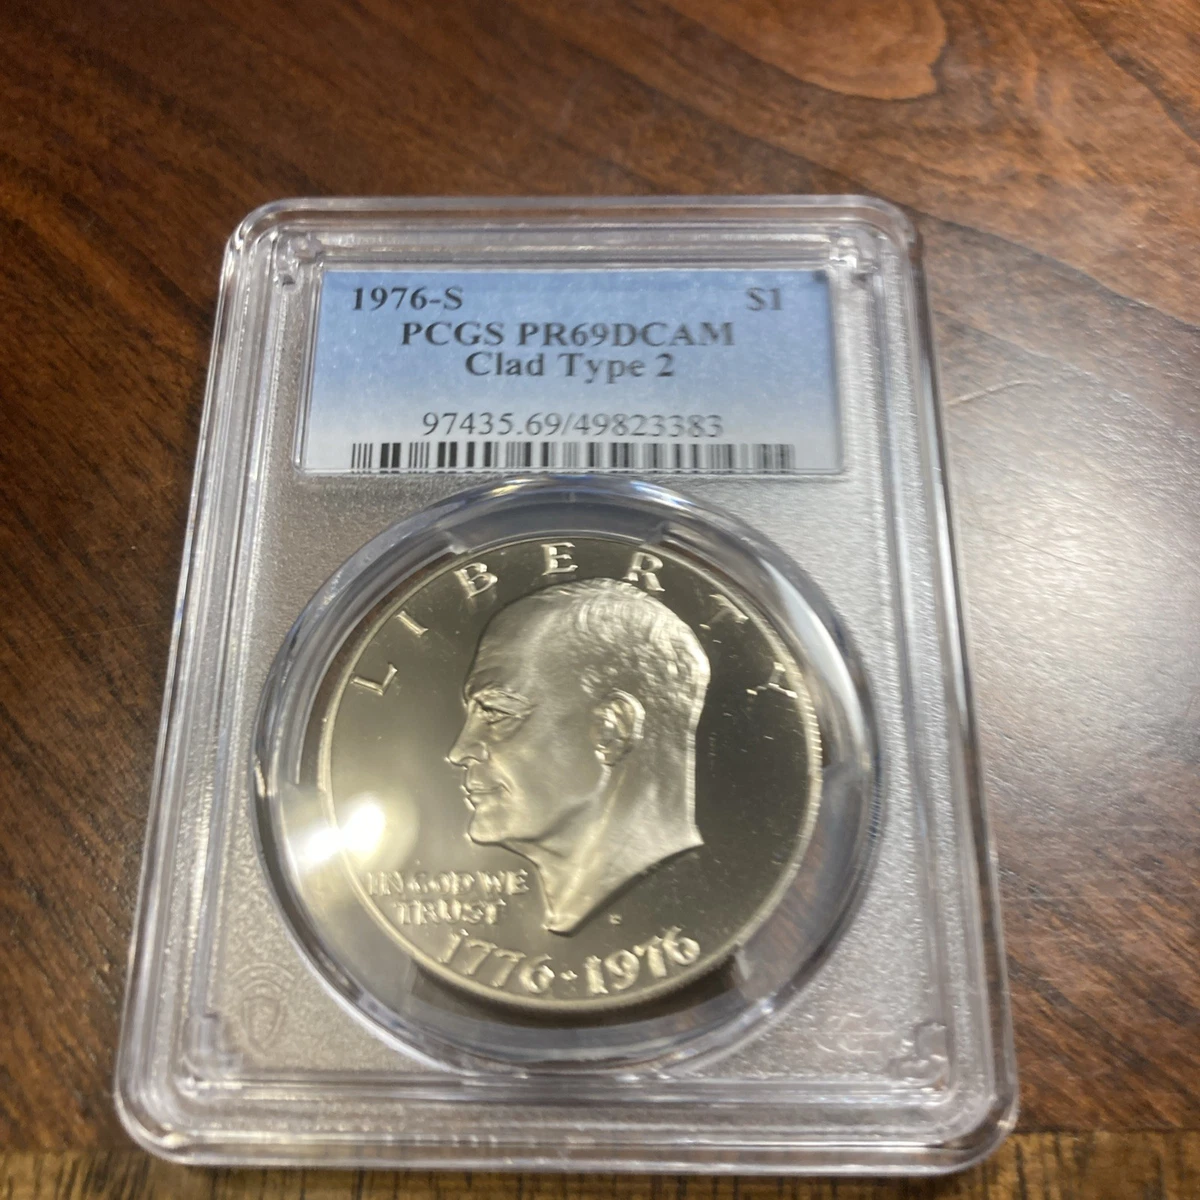 1976-S $1
PCGS PR69DCAM
Clad Type 2
97435.69/49823383
LIBERTY
IN GOD WE
TRUST
1776·1976